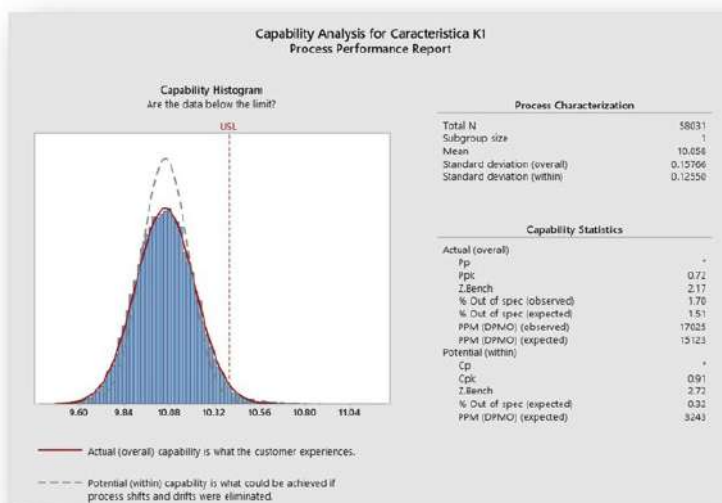 Capability Analysis for Caracteristica K1
Process Performance Report
Capability Histogram
Are the data below the limit?
USL
9.60 9.84 10.08 10.32 10.56 10.80 11.04
Actual (overall) capability is what the customer experiences.
Potential (within) capability is what could be achieved if
process shifts and drifts were eliminated.
Process Characterization
Total N 58031
Subgroup size 1
Mean 10.058
Standard deviation (overall) 0.15766
Standard deviation (within) 0.12550
Capability Statistics
Actual (overall)
Pp *
Ppk 0.72
Z.Bench 2.17
% Out of spec (observed) 1.70
% Out of spec (expected) 1.51
PPM (DPMO) (observed) 17025
PPM (DPMO) (expected) 15123
Potential (within)
Cp *
Cpk 0.91
Z.Bench 2.72
% Out of spec (expected) 0.32
PPM (DPMO) (expected) 3243